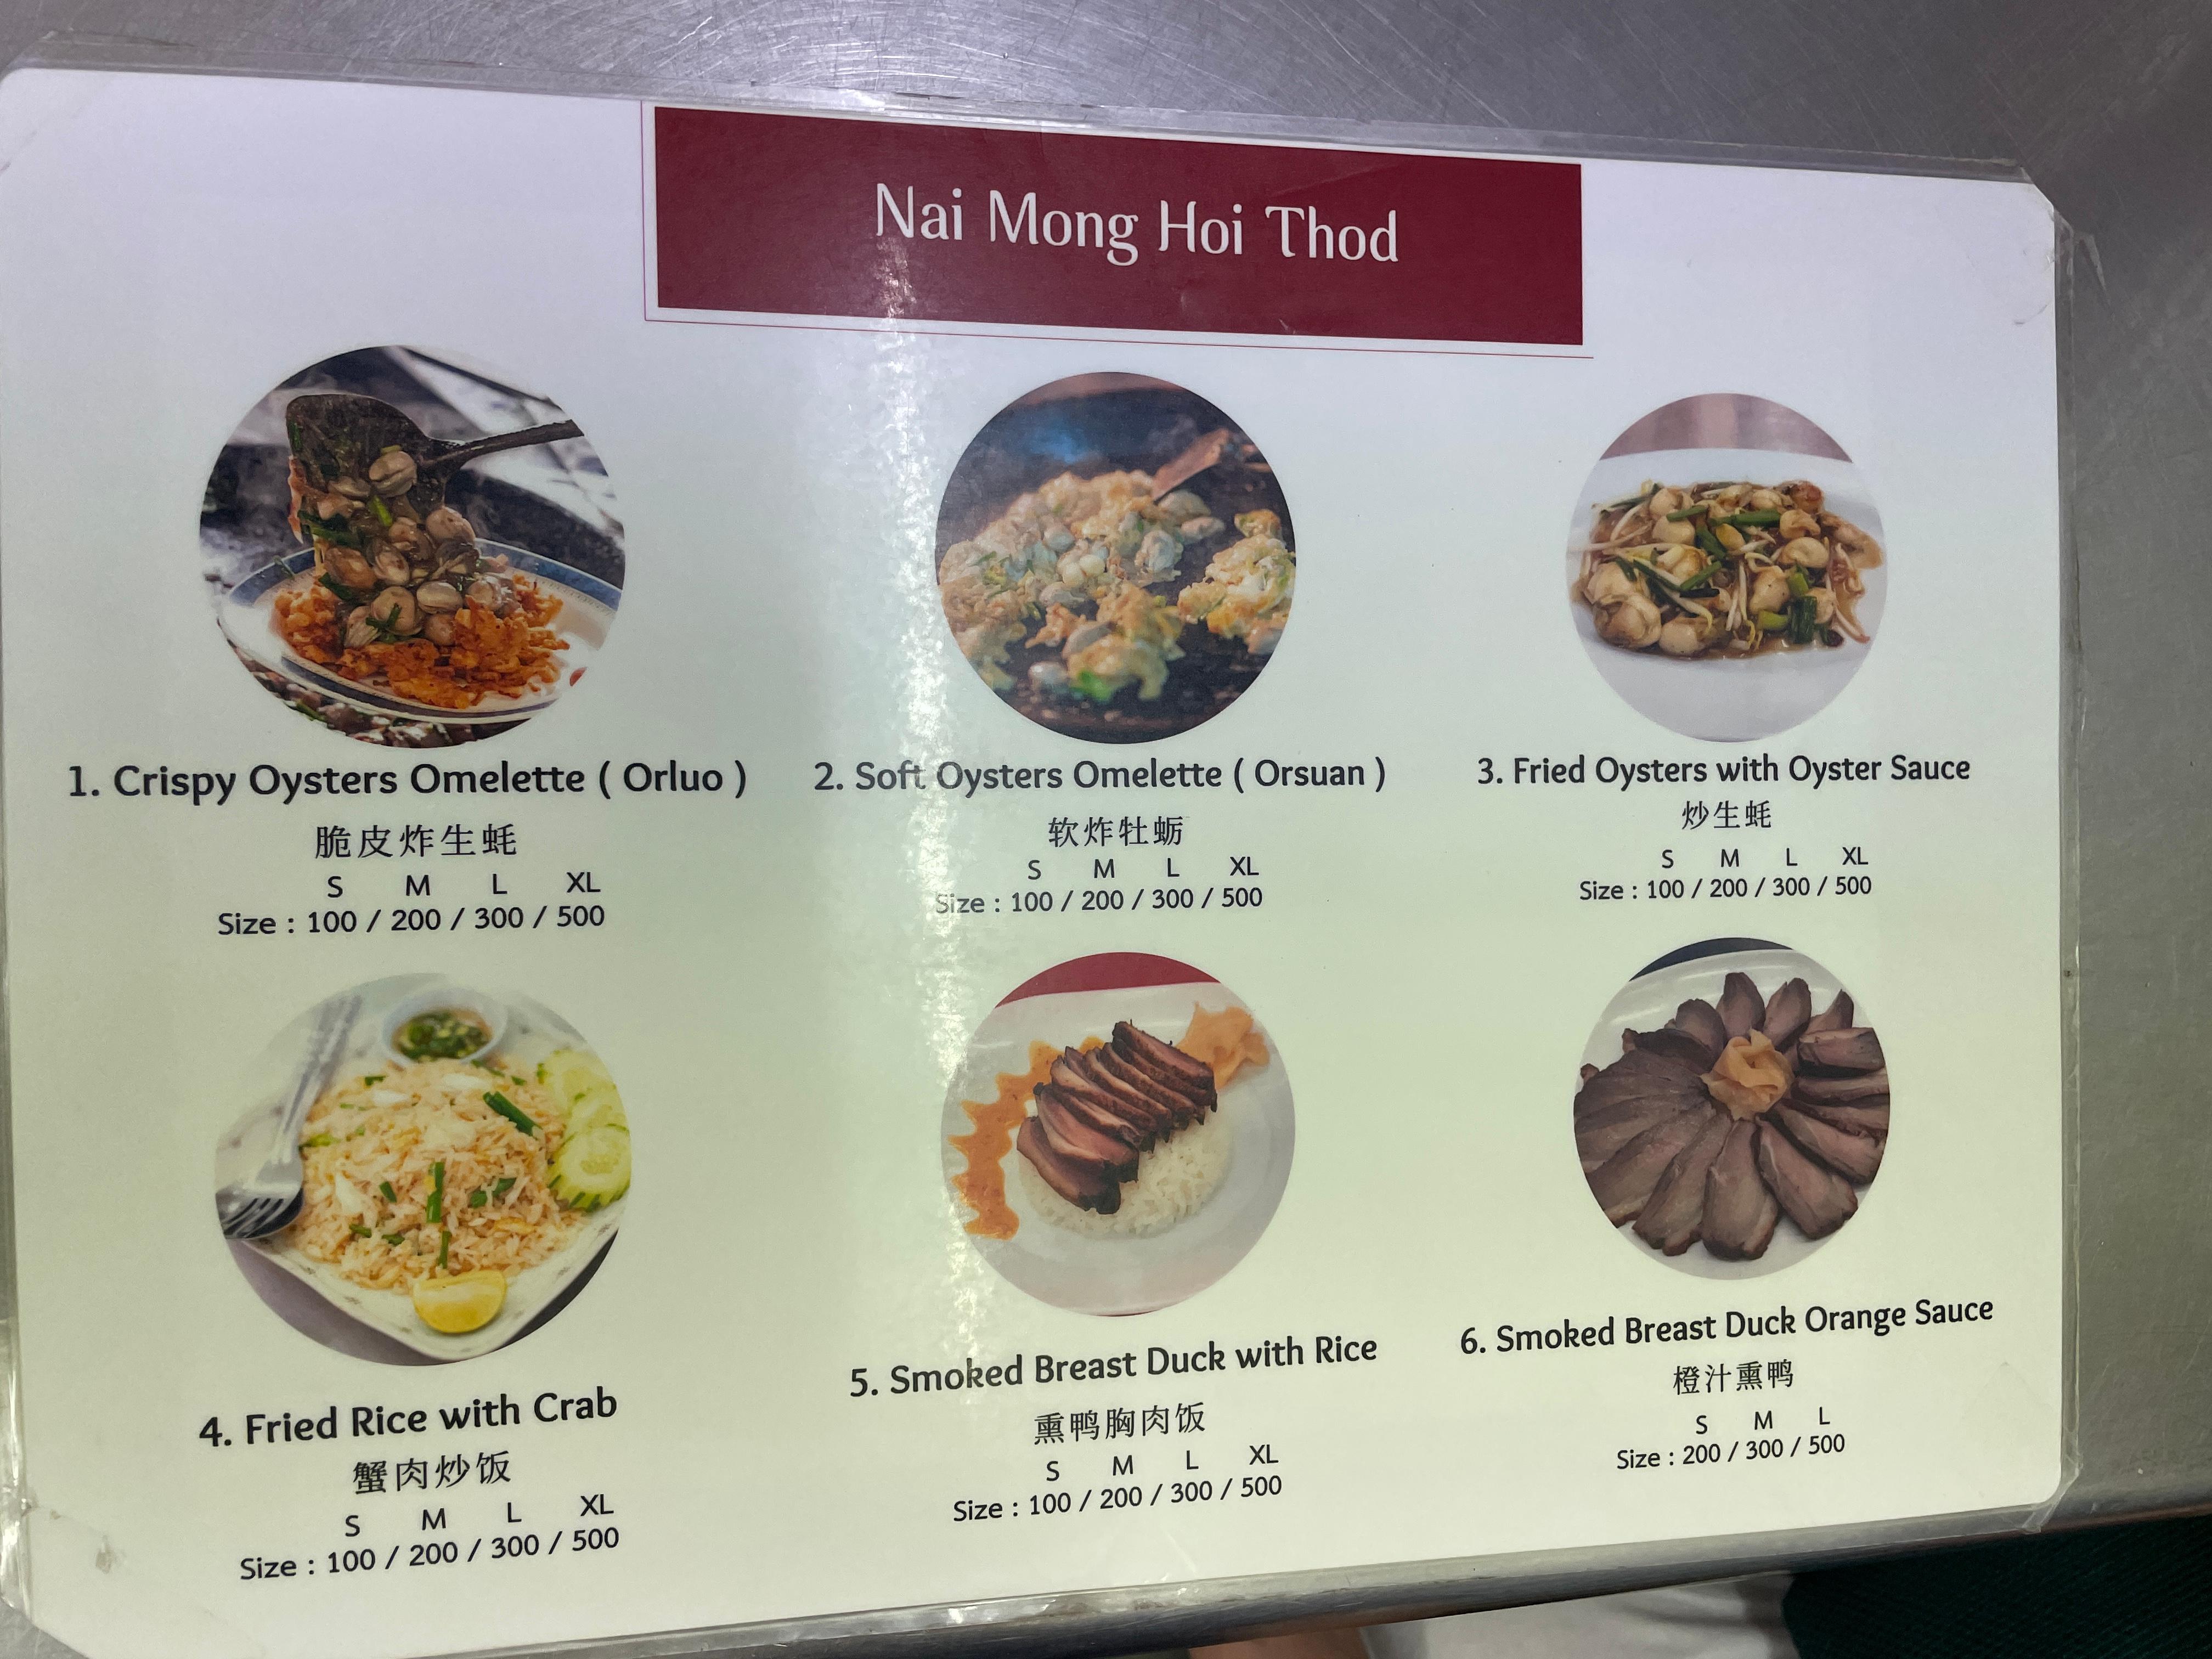 Nai Mong Hoi Thod
1. Crispy Oysters Omelette ( Orluo )
脆皮炸生蚝
S M L XL
Size : 100 / 200 / 300 / 500
2. Soft Oysters Omelette ( Orsuan )
软炸牡蛎
S M L XL
Size : 100 / 200 / 300 / 500
3. Fried Oysters with Oyster Sauce
炒生蚝
S M L XL
Size : 100 / 200 / 300 / 500
4. Fried Rice with Crab
蟹肉炒饭
S M L XL
Size : 100 / 200 / 300 / 500
5. Smoked Breast Duck with Rice
熏鸭胸肉饭
S M L XL
Size : 100 / 200 / 300 / 500
6. Smoked Breast Duck Orange Sauce
橙汁熏鸭
S M L
Size : 200 / 300 / 500